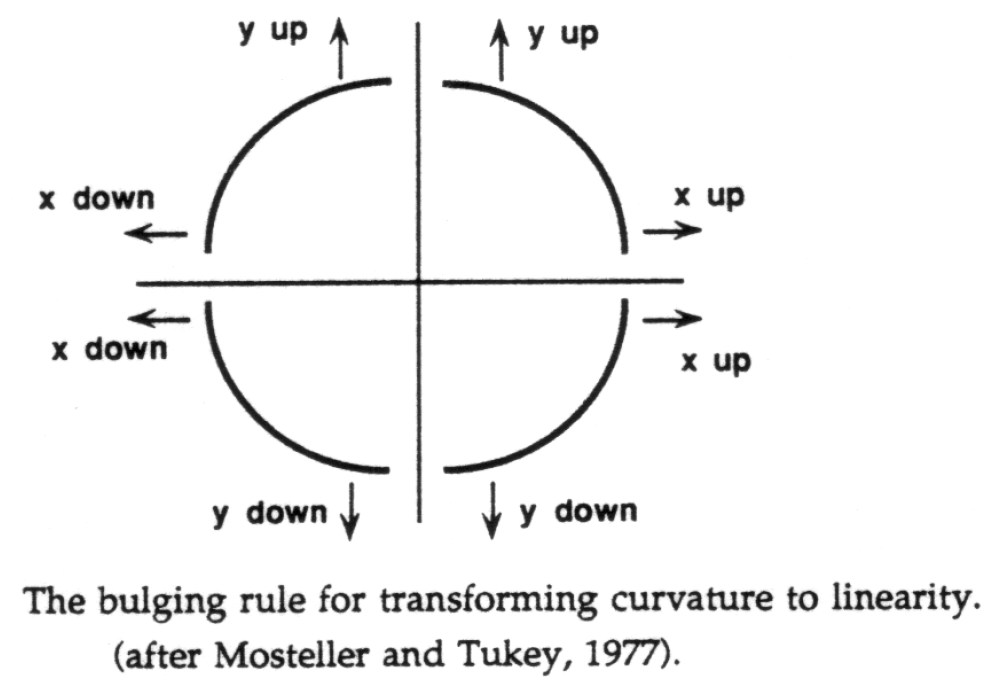 y up
y up
x down
x up
x down
x up
y down
y down
The bulging rule for transforming curvature to linearity.
(after Mosteller and Tukey, 1977).